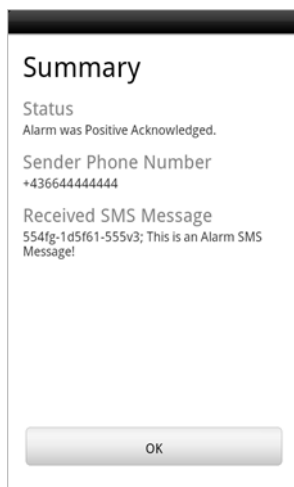 Summary
Status
Alarm was Positive Acknowledged.
Sender Phone Number
+436644444444
Received SMS Message
554fg-1d5f61-555v3; This is an Alarm SMS
Message!
OK